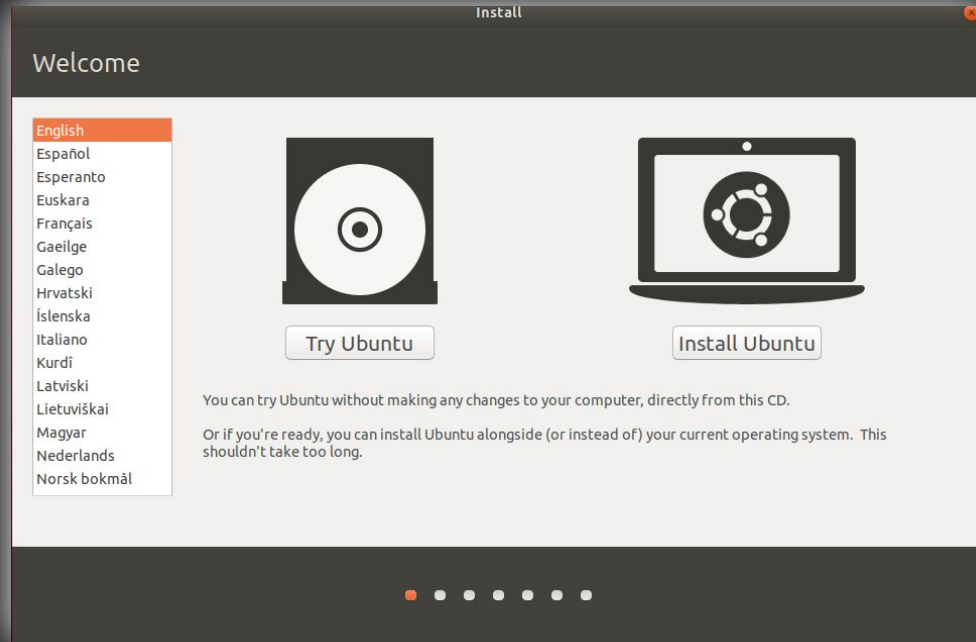 Install
Welcome
English
Español
Esperanto
Euskara
Français
Gaeilge
Galego
Hrvatski
Íslenska
Italiano
Kurdî
Latviski
Lietuviškai
Magyar
Nederlands
Norsk bokmål
Try Ubuntu
Install Ubuntu
You can try Ubuntu without making any changes to your computer, directly from this CD.
Or if you're ready, you can install Ubuntu alongside (or instead of) your current operating system. This
shouldn't take too long.